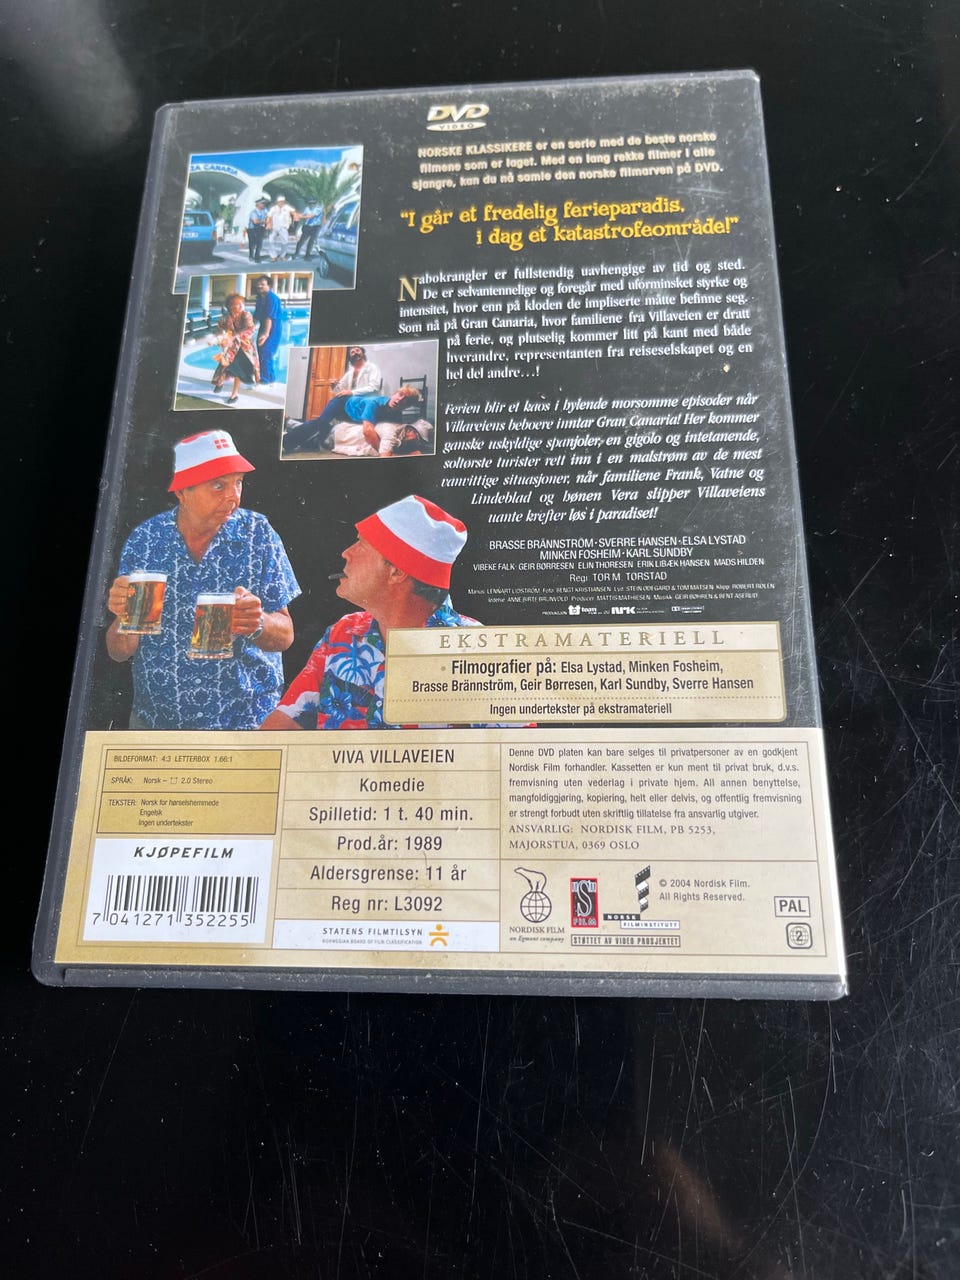 DVD
VIDEO
NORSKE KLASSIKERE er en serie med de beste norske
filmene som er laget. Med en lang rekke filmer i alle
sjangre, kan du nå samle den norske filmarven på DVD.
"I går et fredelig ferieparadis,
i dag et katastrofeområde!"
Nabokrangler er fullstendig uavhengige av tid og sted.
De er selvantennelige og foregår med uforminsket styrke og
intensitet, hvor enn på kloden de impliserte måtte befinne seg.
Som nå på Gran Canaria, hvor familiene fra Villaveien er dratt
på ferie, og plutselig kommer litt på kant med både
hverandre, representanten fra reiseselskapet og en
hel del andre...!
Ferien blir et kaos i hylende morsomme episoder når
Villaveiens beboere inntar Gran Canaria! Her kommer
ganske uskyldige spanjoler, en gigolo og intetanende,
soltørste turister rett inn i en malstrøm av de mest
vanvittige situasjoner, når familiene Frank, Vatne og
Lindeblad og hønen Vera slipper Villaveiens
uante krefter løs i paradiset!
BRASSE BRÄNNSTRÖM · SVERRE HANSEN · ELSA LYSTAD
MINKEN FOSHEIM · KARL SUNDBY
VIBEKE FALK · GEIR BØRRESEN · ELIN THORESEN · ERIK LIBÆK HANSEN · MADS HILDEN
Regi TOR M. TØRSTAD
nrk
EKSTRAMATERIELL
• Filmografier på: Elsa Lystad, Minken Fosheim,
Brasse Brännström, Geir Børresen, Karl Sundby, Sverre Hansen
Ingen undertekster på ekstramateriell
BILDEFORMAT: 4:3 LETTERBOX 1.66:1
SPRÅK: Norsk – 2.0 Stereo
TEKSTER: Norsk for hørselshemmede
Engelsk
Ingen undertekster
KJØPEFILM
7 041271 352255
VIVA VILLAVEIEN
Komedie
Spilletid: 1 t. 40 min.
Prod.år: 1989
Aldersgrense: 11 år
Reg nr: L3092
STATENS FILMTILSYN
NORWEGIAN BOARD OF FILM CLASSIFICATION
Denne DVD platen kan bare selges til privatpersoner av en godkjent
Nordisk Film forhandler. Kassetten er kun ment til privat bruk, d.v.s.
fremvisning uten vederlag i private hjem. All annen benyttelse,
mangfoldiggjøring, kopiering, helt eller delvis, og offentlig fremvisning
er strengt forbudt uten skriftlig tillatelse fra ansvarlig utgiver.
ANSVARLIG: NORDISK FILM, PB 5253,
MAJORSTUA, 0369 OSLO
NORDISK FILM
an Egmont company
S
FILM
NORSK
FILMINSTITUTT
STØTTET AV VIDEO PROSJEKTET
© 2004 Nordisk Film.
All Rights Reserved.
PAL
2